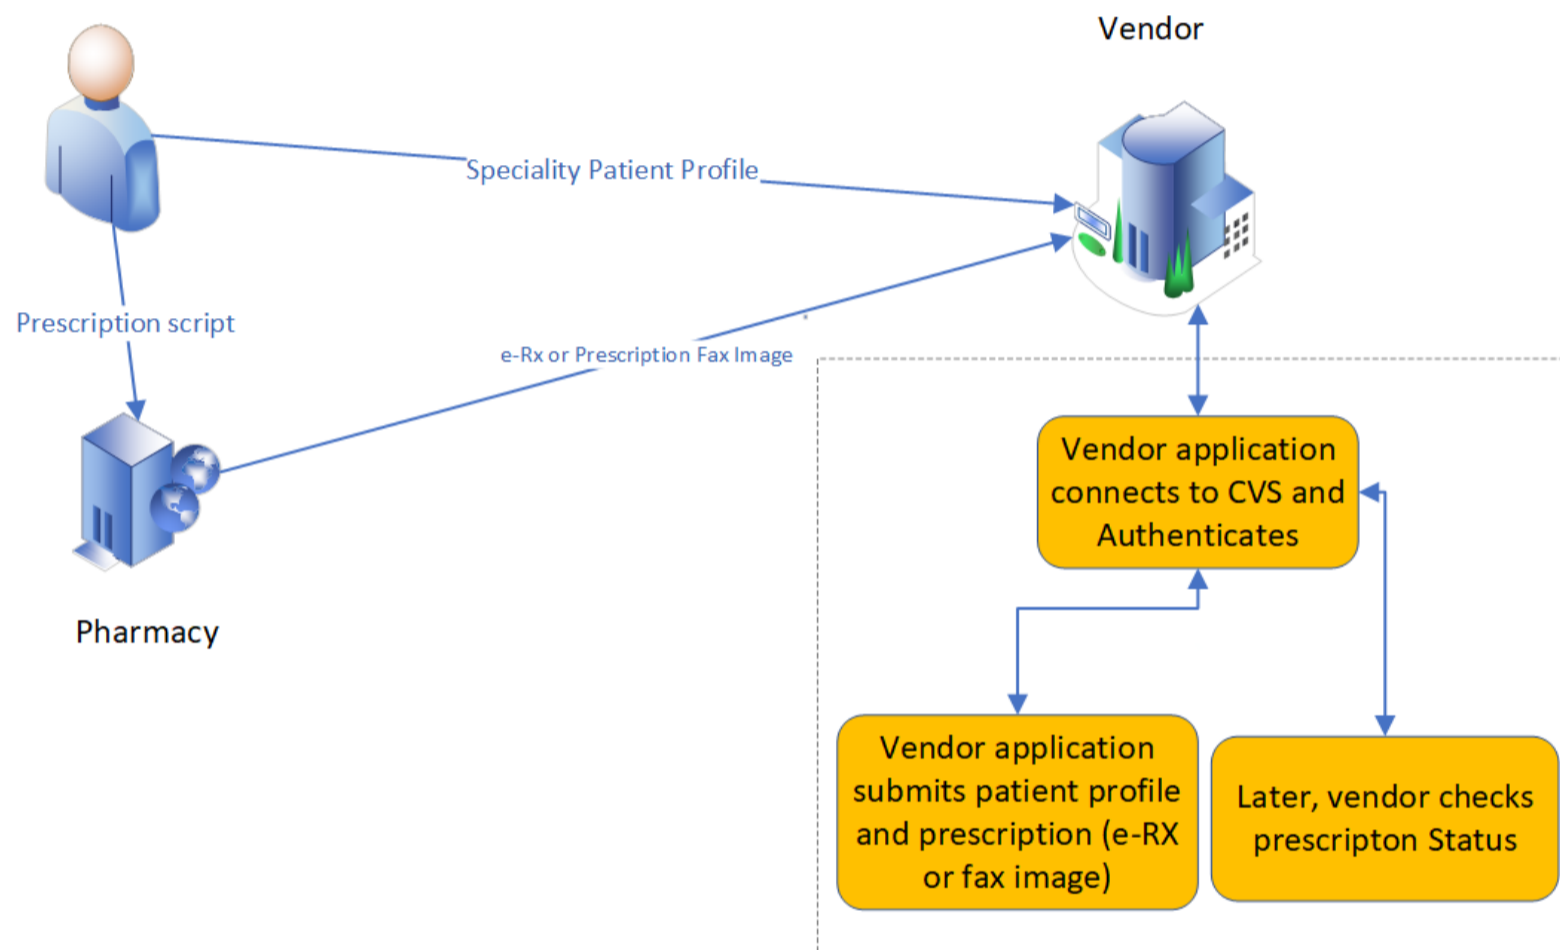 Vendor
Speciality Patient Profile
Prescription script
e-Rx or Prescription Fax Image
Pharmacy
Vendor application
connects to CVS and
Authenticates
Vendor application
submits patient profile
and prescription (e-RX
or fax image)
Later, vendor checks
prescripton Status